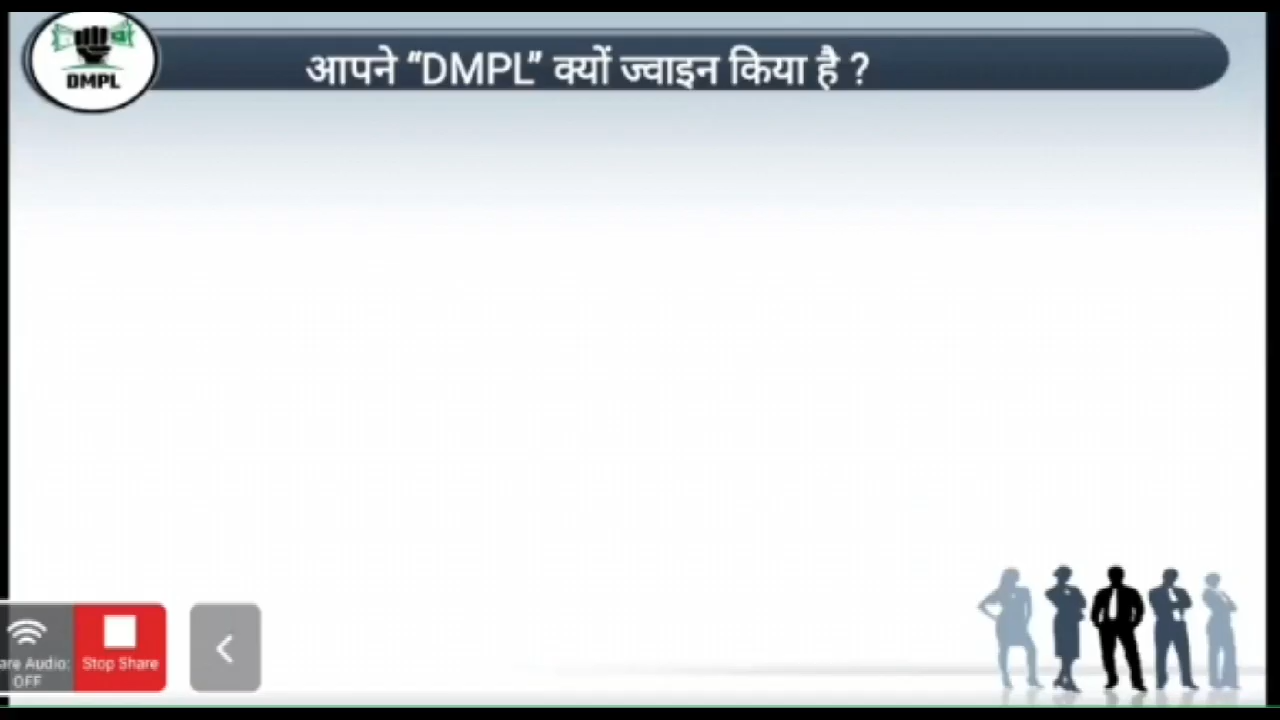 DMPL
आपने “DMPL” क्यों ज्वाइन किया है ?
are Audio:
OFF
Stop Share